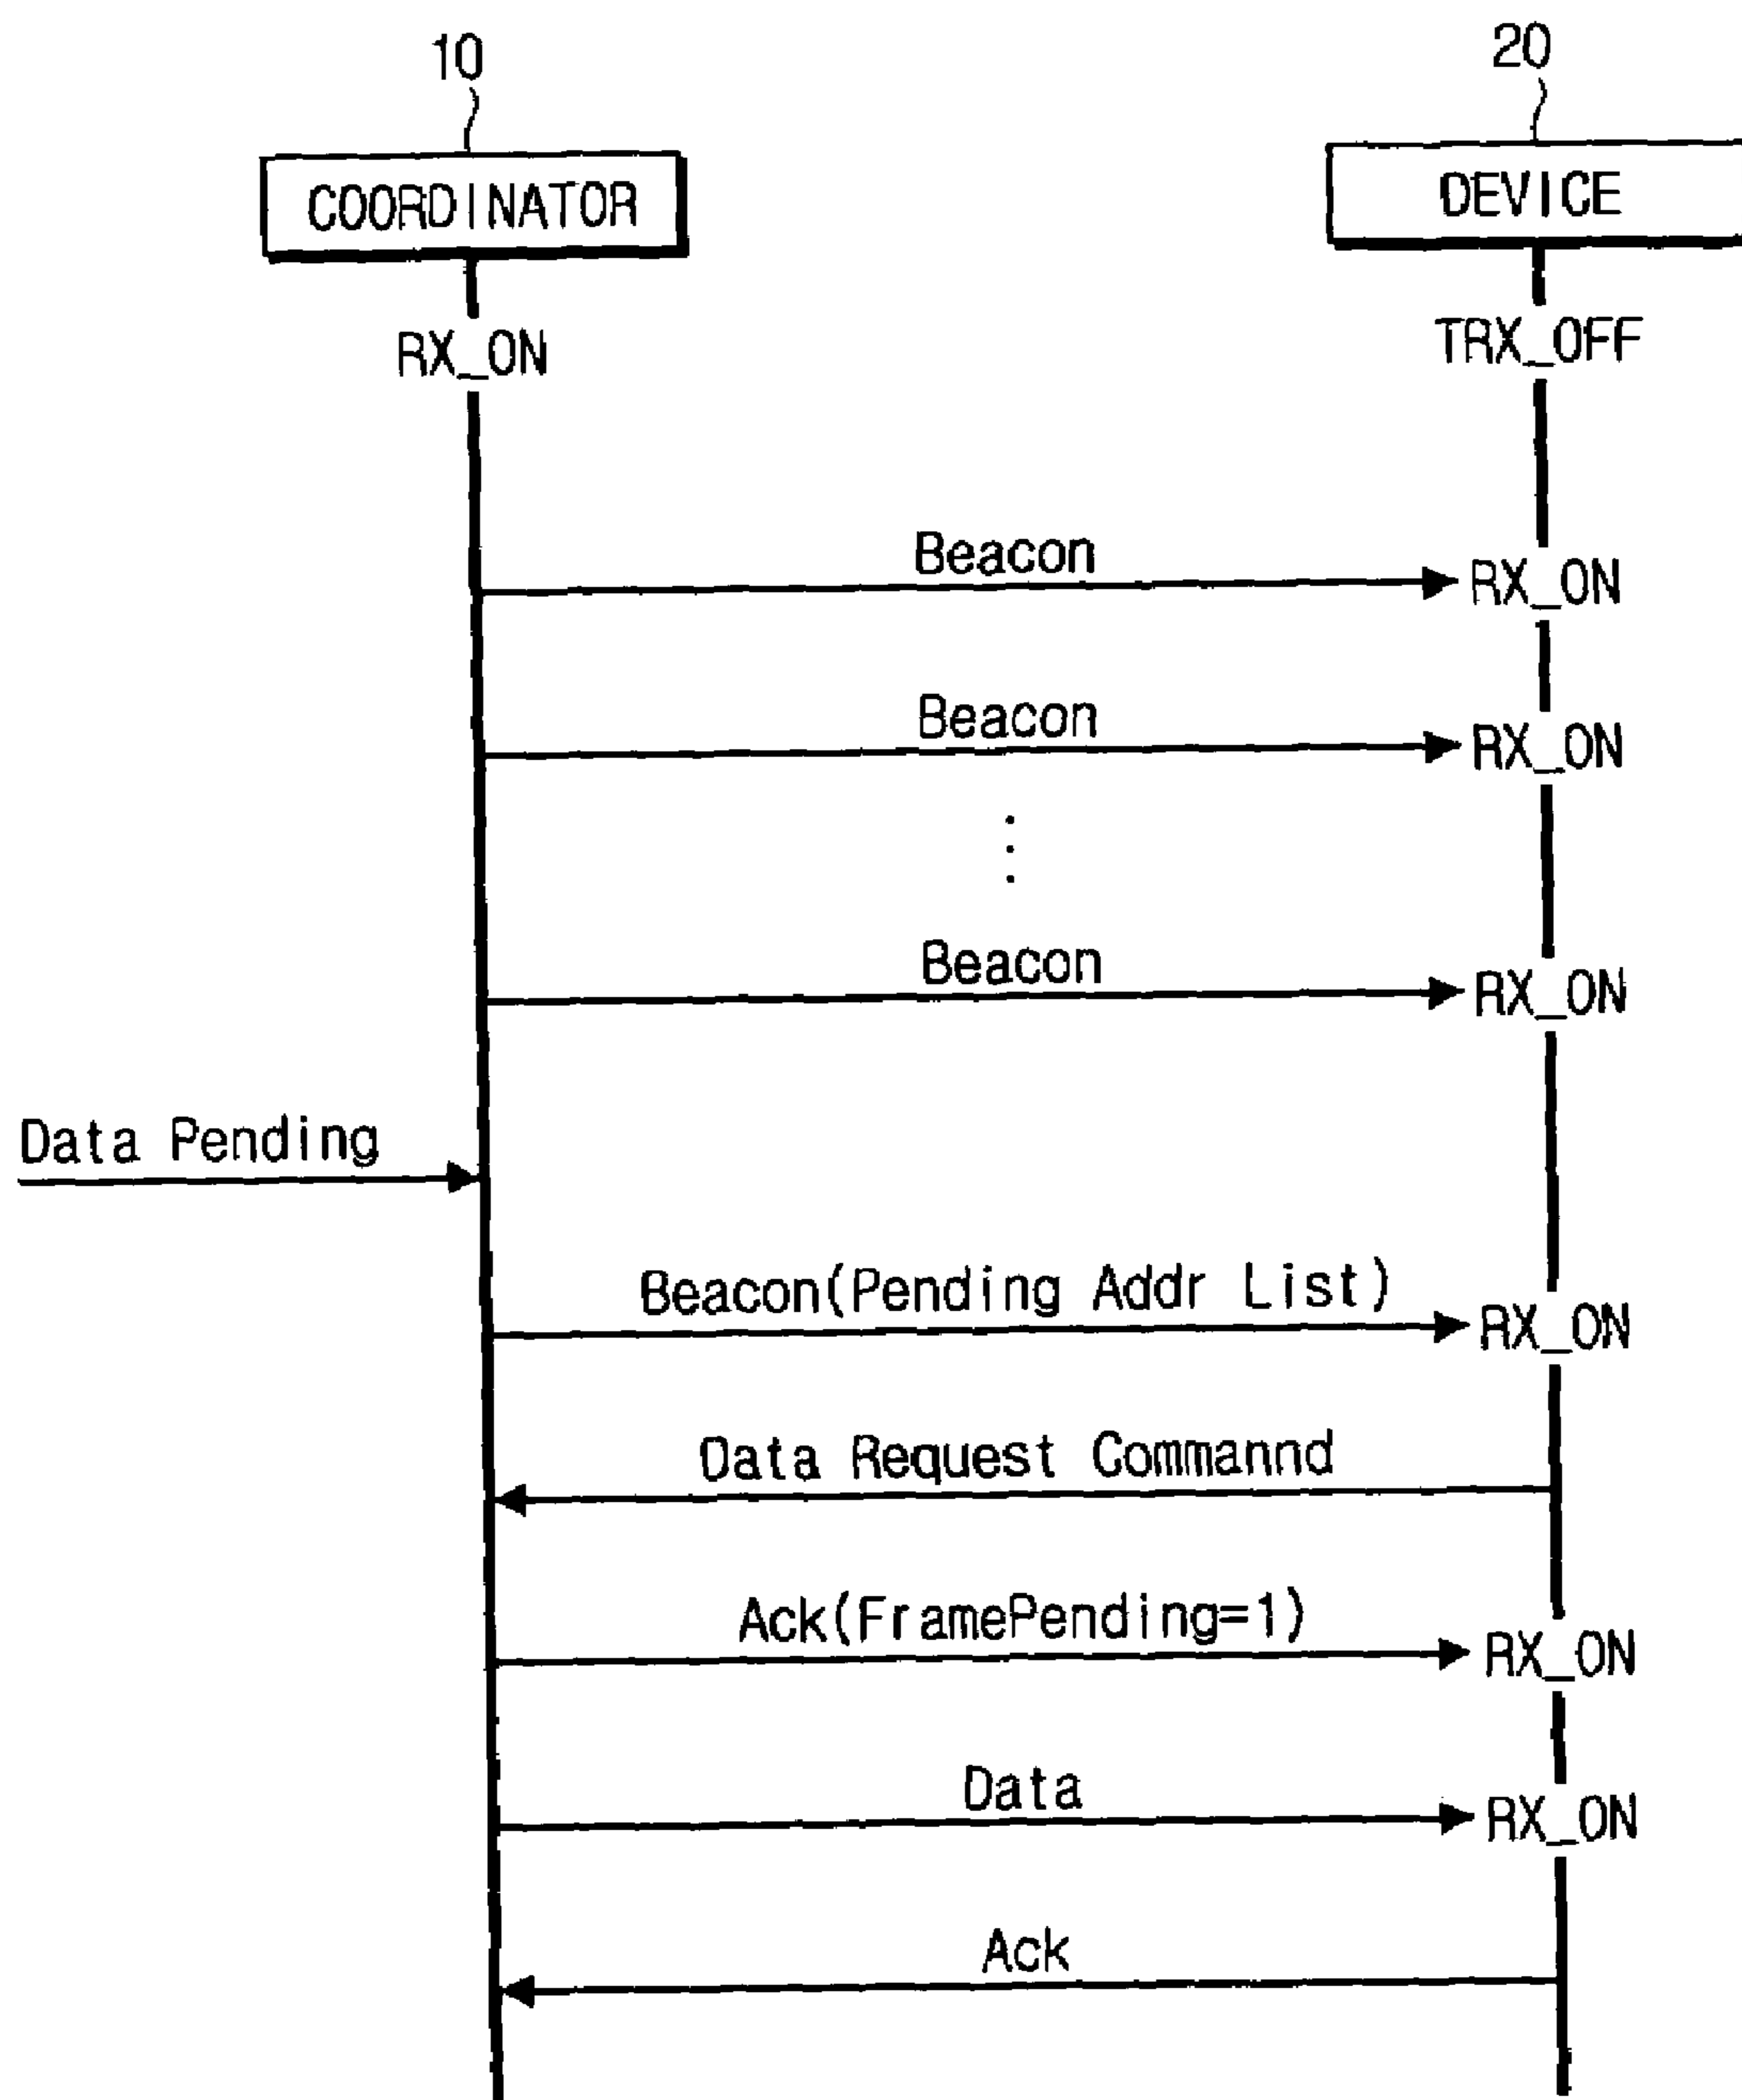 10
20
COORDINATOR
DEVICE
RX_ON
TRX_OFF
Beacon
RX_ON
Beacon
RX_ON
Beacon
RX_ON
Data Pending
Beacon(Pending Addr List)
RX_ON
Data Request Commannd
Ack(FramePending=1)
RX_ON
Data
RX_ON
Ack